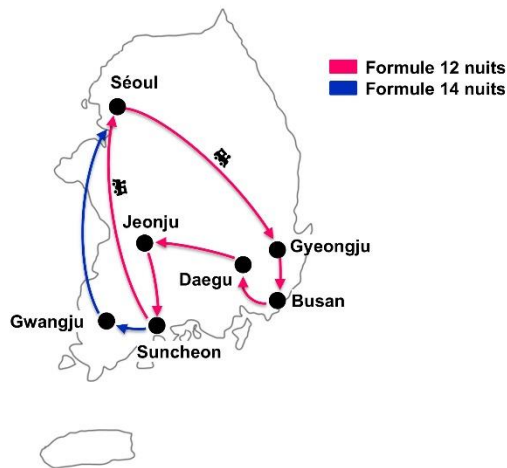 Séoul
Formule 12 nuits
Formule 14 nuits
Jeonju
Gyeongju
Daegu
Busan
Gwangju
Suncheon